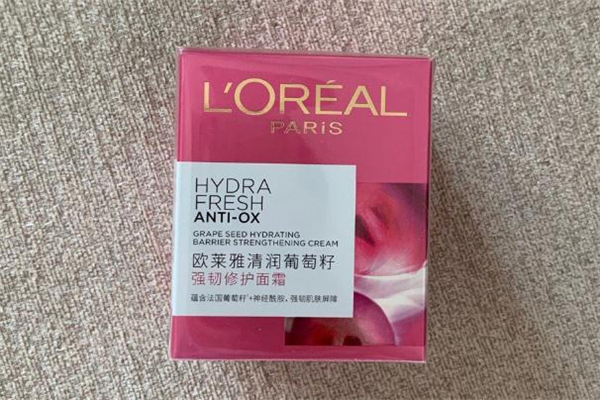 L'ORÉAL
PARiS
HYDRA
FRESH
ANTI-OX
GRAPE SEED HYDRATING
BARRIER STRENGTHENING CREAM
欧莱雅清润葡萄籽
强韧修护面霜
蕴含法国葡萄籽*+神经酰胺、强韧肌肤屏障